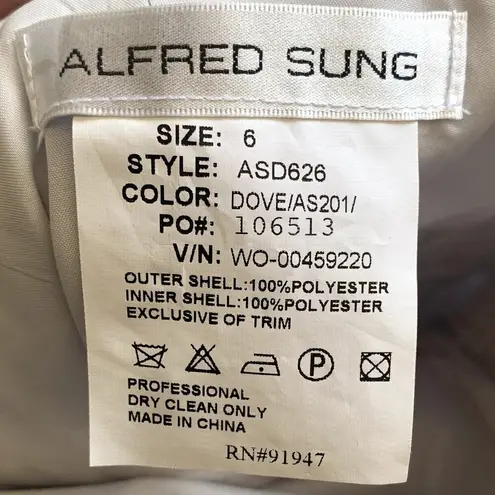 ALFRED SUNG
SIZE: 6
STYLE: ASD626
COLOR: DOVE/AS201/
PO#: 106513
V/N: WO-00459220
OUTER SHELL:100%POLYESTER
INNER SHELL:100%POLYESTER
EXCLUSIVE OF TRIM
P
PROFESSIONAL
DRY CLEAN ONLY
MADE IN CHINA
RN#91947